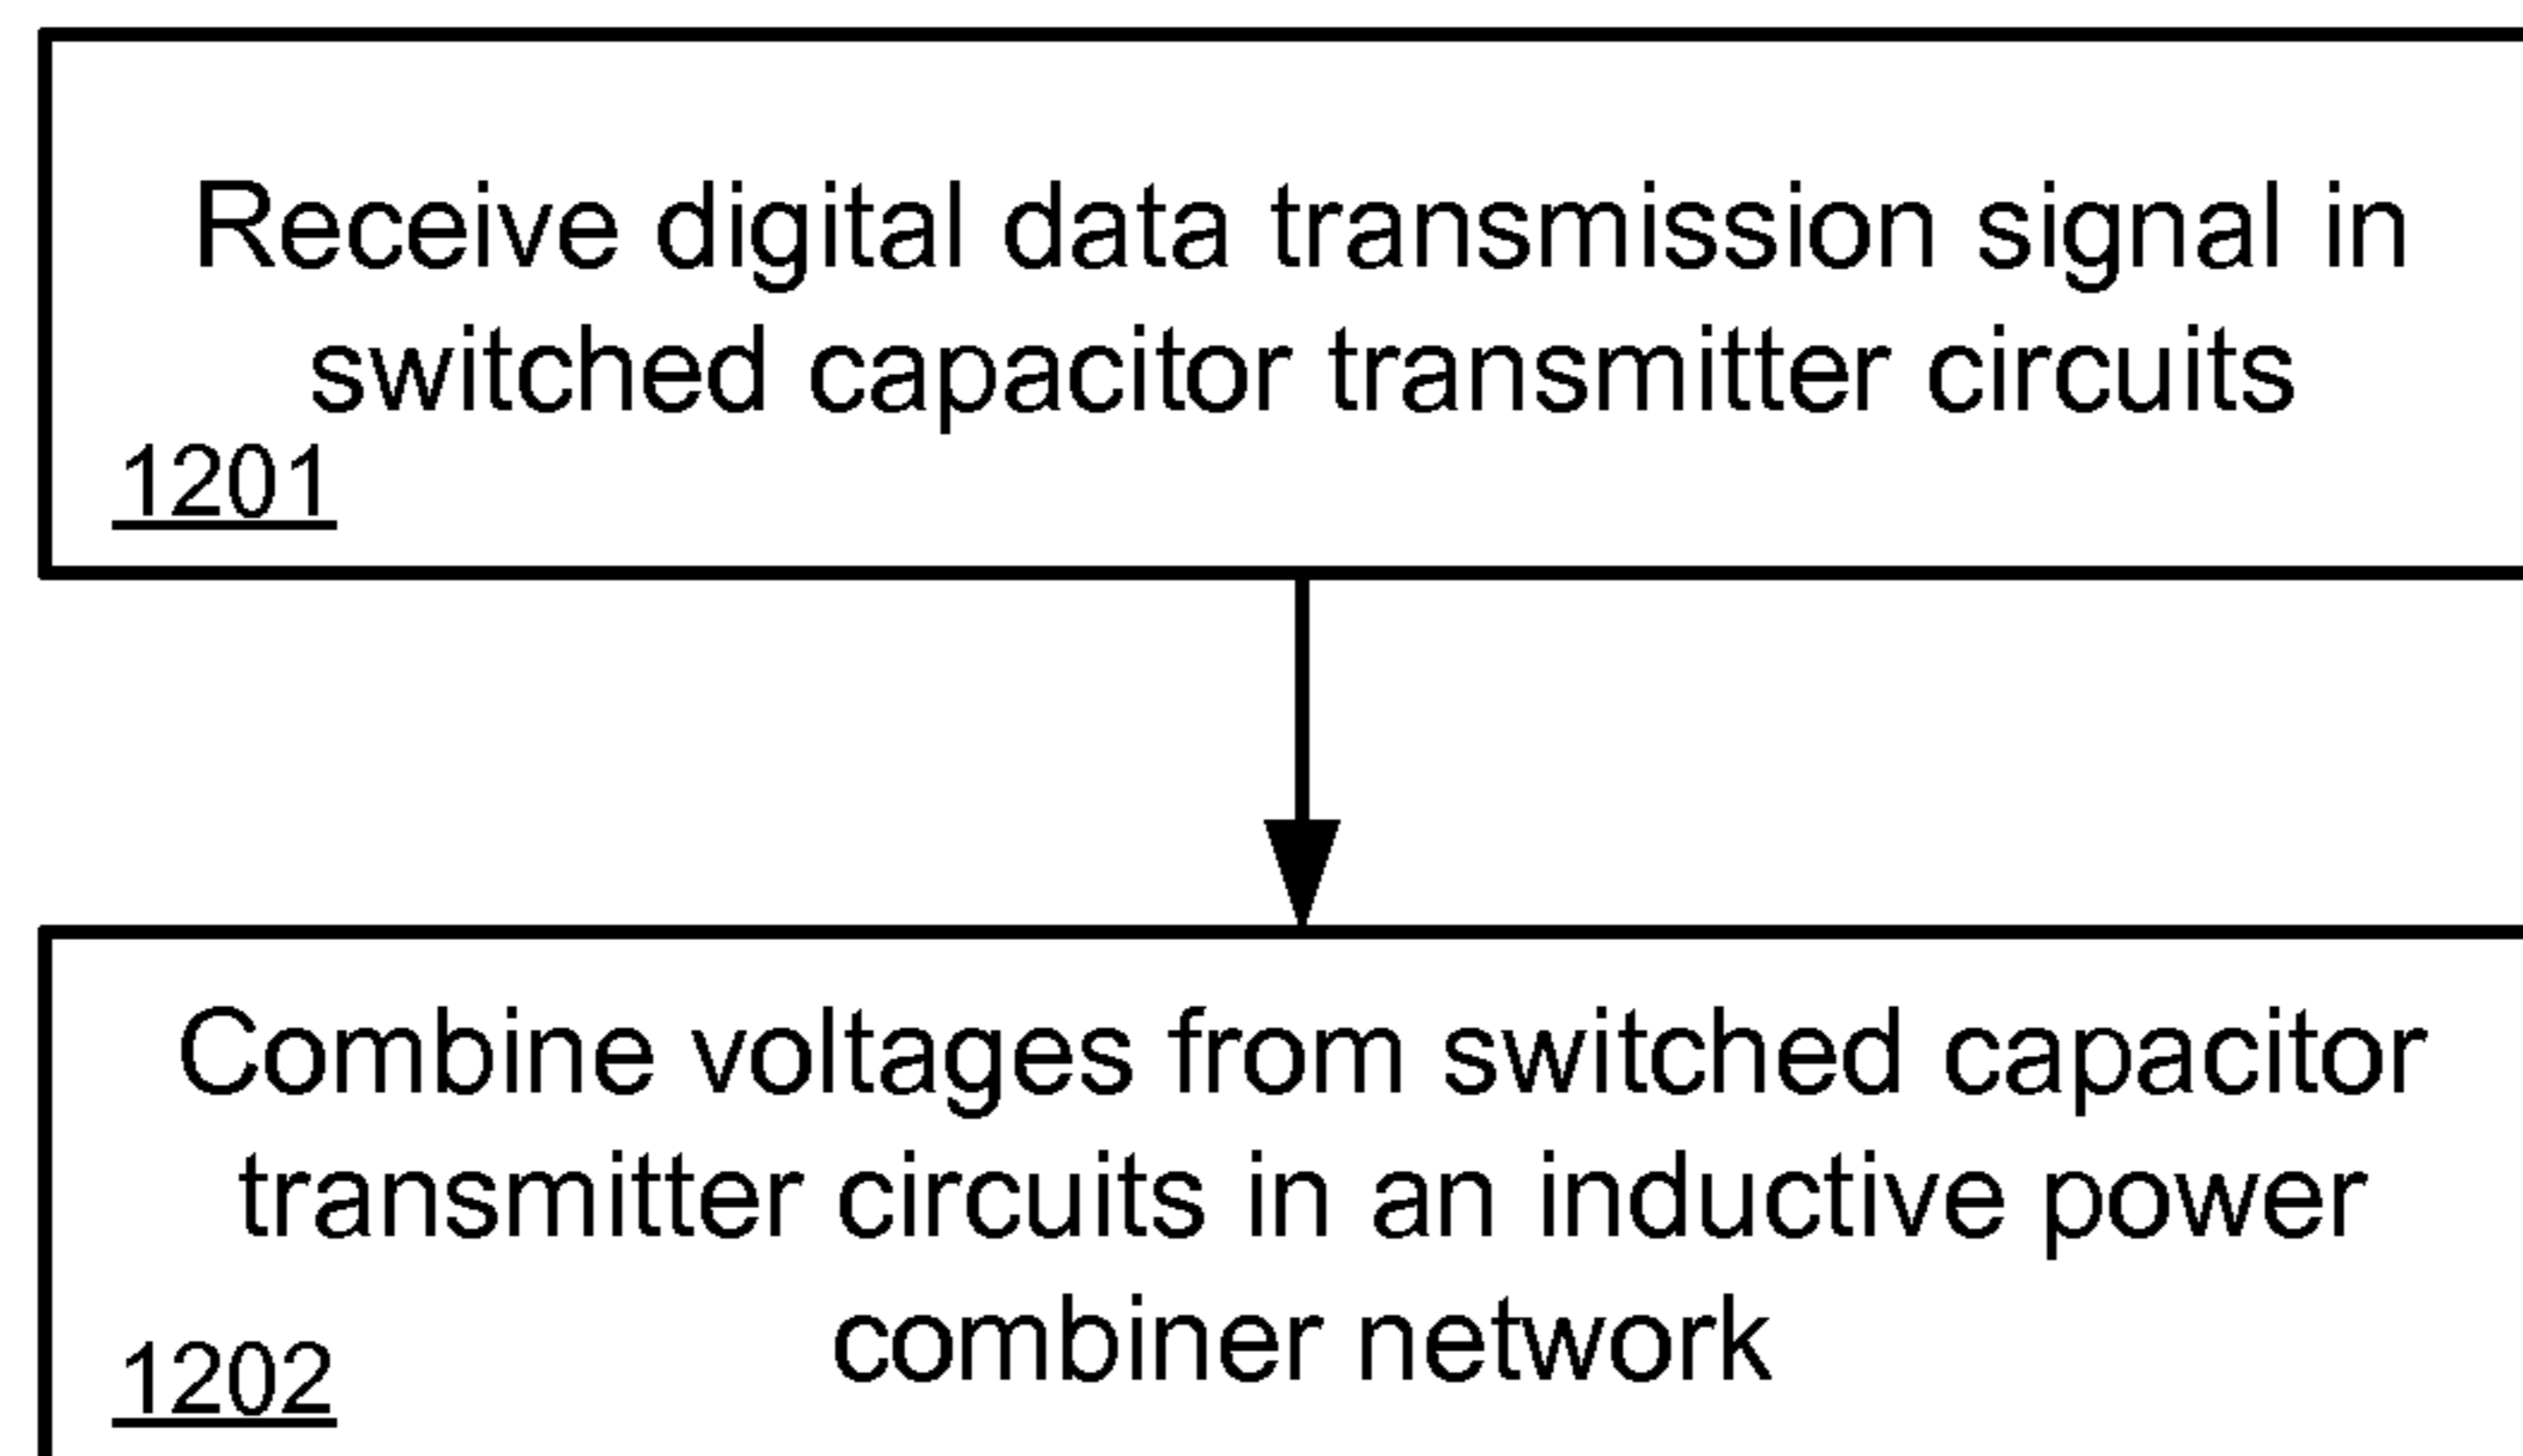 Receive digital data transmission signal in
switched capacitor transmitter circuits
1201
Combine voltages from switched capacitor
transmitter circuits in an inductive power
combiner network
1202